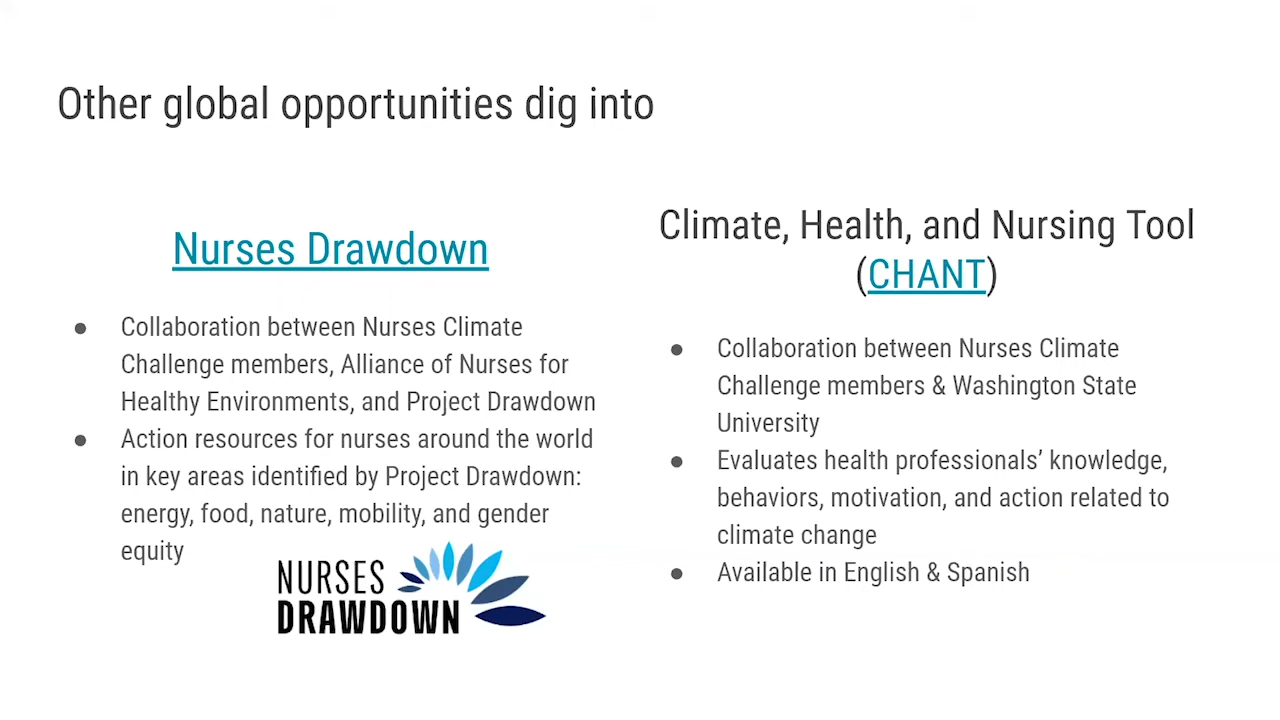 Other global opportunities dig into
Nurses Drawdown
● Collaboration between Nurses Climate
Challenge members, Alliance of Nurses for
Healthy Environments, and Project Drawdown
● Action resources for nurses around the world
in key areas identified by Project Drawdown:
energy, food, nature, mobility, and gender
equity
NURSES
DRAWDOWN
Climate, Health, and Nursing Tool
(CHANT)
● Collaboration between Nurses Climate
Challenge members & Washington State
University
● Evaluates health professionals’ knowledge,
behaviors, motivation, and action related to
climate change
● Available in English & Spanish